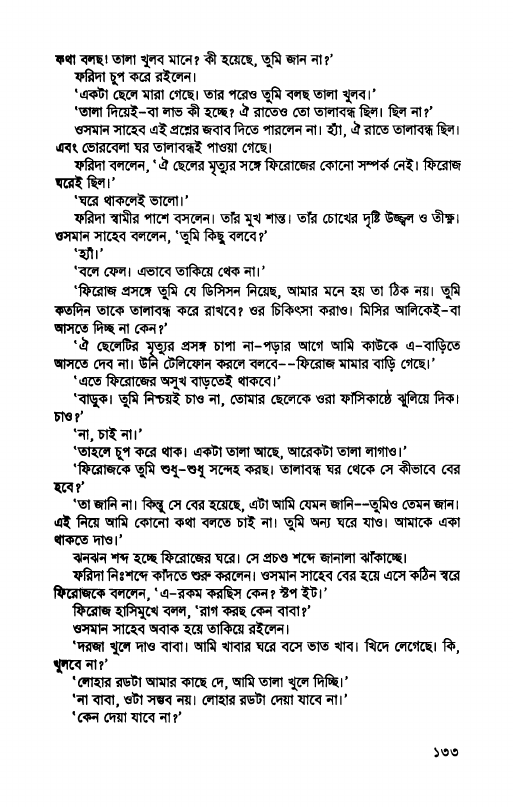 কথা বলছ! তালা খুলব মানে? কী হয়েছে, তুমি জান না?’
ফরিদা চুপ করে রইলেন।
‘একটা ছেলে মারা গেছে। তার পরেও তুমি বলছ তালা খুলব।’
‘তালা দিয়েই–বা লাভ কী হচ্ছে? ঐ রাতেও তো তালাবন্ধ ছিল। ছিল না?’
ওসমান সাহেব এই প্রশ্নের জবাব দিতে পারলেন না। হ্যাঁ, ঐ রাতে তালাবন্ধ ছিল।
এবং ভোরবেলা ঘর তালাবন্ধই পাওয়া গেছে।
ফরিদা বললেন, ‘ঐ ছেলের মৃত্যুর সঙ্গে ফিরোজের কোনো সম্পর্ক নেই। ফিরোজ
ঘরেই ছিল।’
‘ঘরে থাকলেই ভালো।’
ফরিদা স্বামীর পাশে বসলেন। তাঁর মুখ শান্ত। তাঁর চোখের দৃষ্টি উজ্জ্বল ও তীক্ষ্ণ।
ওসমান সাহেব বললেন, ‘তুমি কিছু বলবে?’
‘হ্যাঁ।’
‘বলে ফেল। এভাবে তাকিয়ে থেক না।’
‘ফিরোজ প্রসঙ্গে তুমি যে ডিসিসন নিয়েছ, আমার মনে হয় তা ঠিক নয়। তুমি
কতদিন তাকে তালাবন্ধ করে রাখবে? ওর চিকিৎসা করাও। মিসির আলিকেই–বা
আসতে দিচ্ছ না কেন?’
‘ঐ ছেলেটির মৃত্যুর প্রসঙ্গ চাপা না–পড়ার আগে আমি কাউকে এ–বাড়িতে
আসতে দেব না। উনি টেলিফোন করলে বলবে––ফিরোজ মামার বাড়ি গেছে।’
‘এতে ফিরোজের অসুখ বাড়তেই থাকবে।’
‘বাড়ুক। তুমি নিশ্চয়ই চাও না, তোমার ছেলেকে ওরা ফাঁসিকাষ্ঠে ঝুলিয়ে দিক।
চাও?’
‘না, চাই না।’
‘তাহলে চুপ করে থাক। একটা তালা আছে, আরেকটা তালা লাগাও।’
‘ফিরোজকে তুমি শুধু–শুধু সন্দেহ করছ। তালাবন্ধ ঘর থেকে সে কীভাবে বের
হবে?’
‘তা জানি না। কিন্তু সে বের হয়েছে, এটা আমি যেমন জানি––তুমিও তেমন জান।
এই নিয়ে আমি কোনো কথা বলতে চাই না। তুমি অন্য ঘরে যাও। আমাকে একা
থাকতে দাও।’
ঝনঝন শব্দ হচ্ছে ফিরোজের ঘরে। সে প্রচণ্ড শব্দে জানালা ঝাঁকাচ্ছে।
ফরিদা নিঃশব্দে কাঁদতে শুরু করলেন। ওসমান সাহেব বের হয়ে এসে কঠিন স্বরে
ফিরোজকে বললেন, ‘এ–রকম করছিস কেন? স্টপ ইট।’
ফিরোজ হাসিমুখে বলল, ‘রাগ করছ কেন বাবা?’
ওসমান সাহেব অবাক হয়ে তাকিয়ে রইলেন।
‘দরজা খুলে দাও বাবা। আমি খাবার ঘরে বসে ভাত খাব। খিদে লেগেছে। কি,
খুলবে না?’
‘লোহার রডটা আমার কাছে দে, আমি তালা খুলে দিচ্ছি।’
‘না বাবা, ওটা সম্ভব নয়। লোহার রডটা দেয়া যাবে না।’
‘কেন দেয়া যাবে না?’
১৩৩